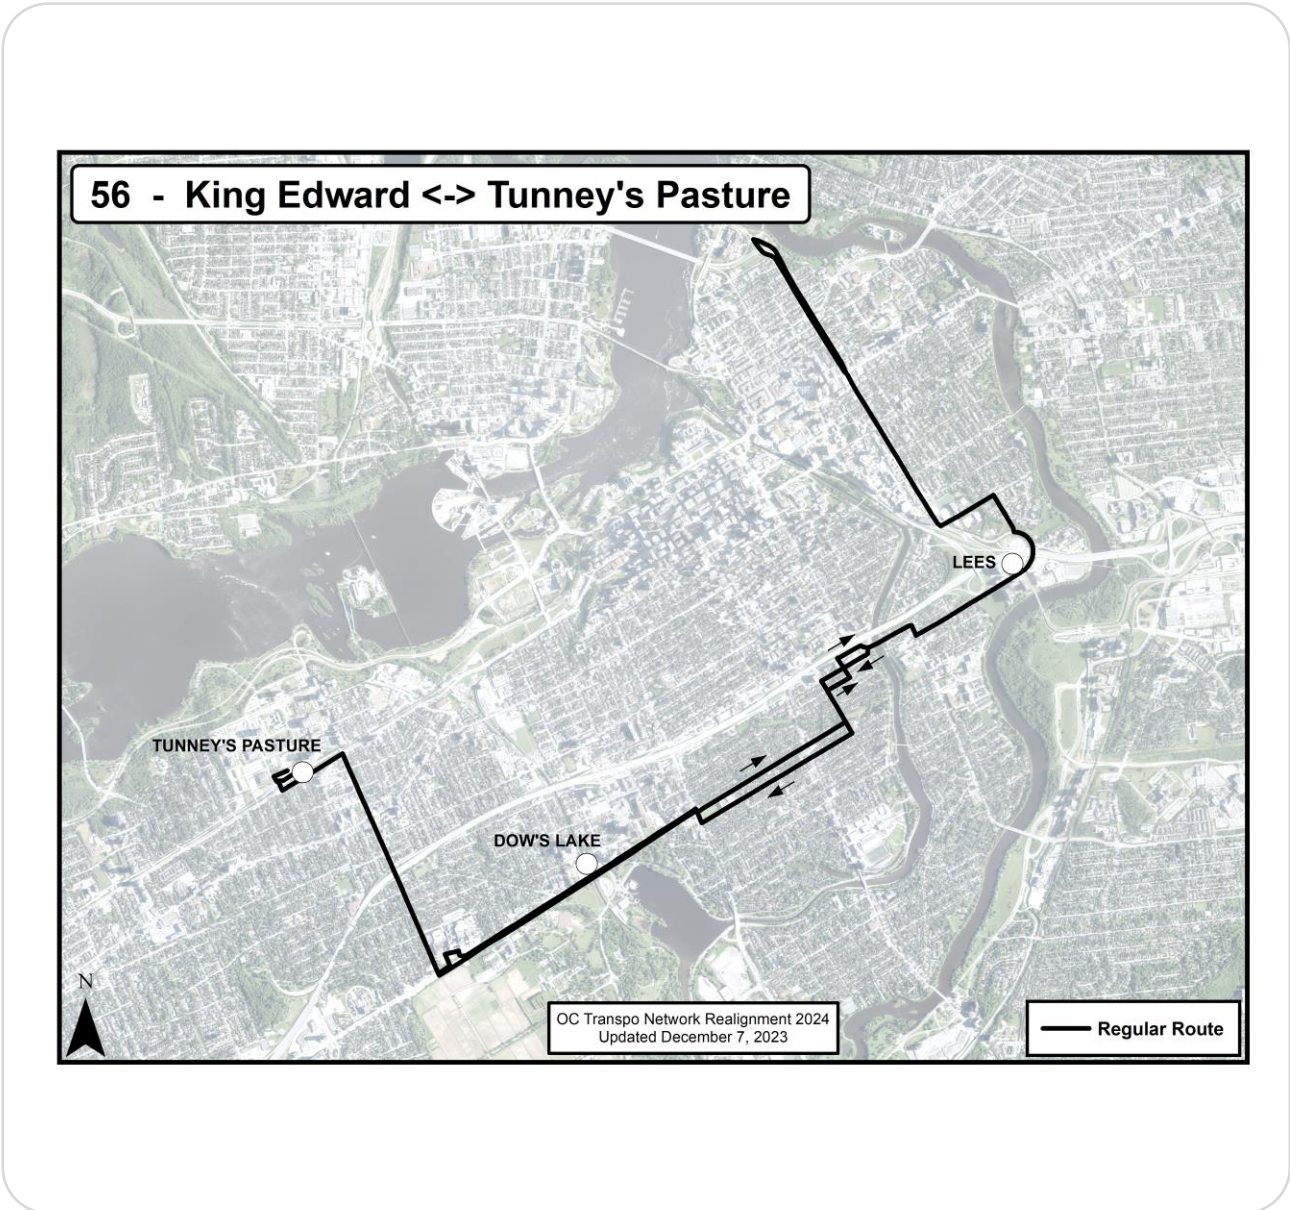 56 - King Edward <-> Tunney's Pasture
LEES
TUNNEY'S PASTURE
DOW'S LAKE
N
OC Transpo Network Realignment 2024
Updated December 7, 2023
Regular Route